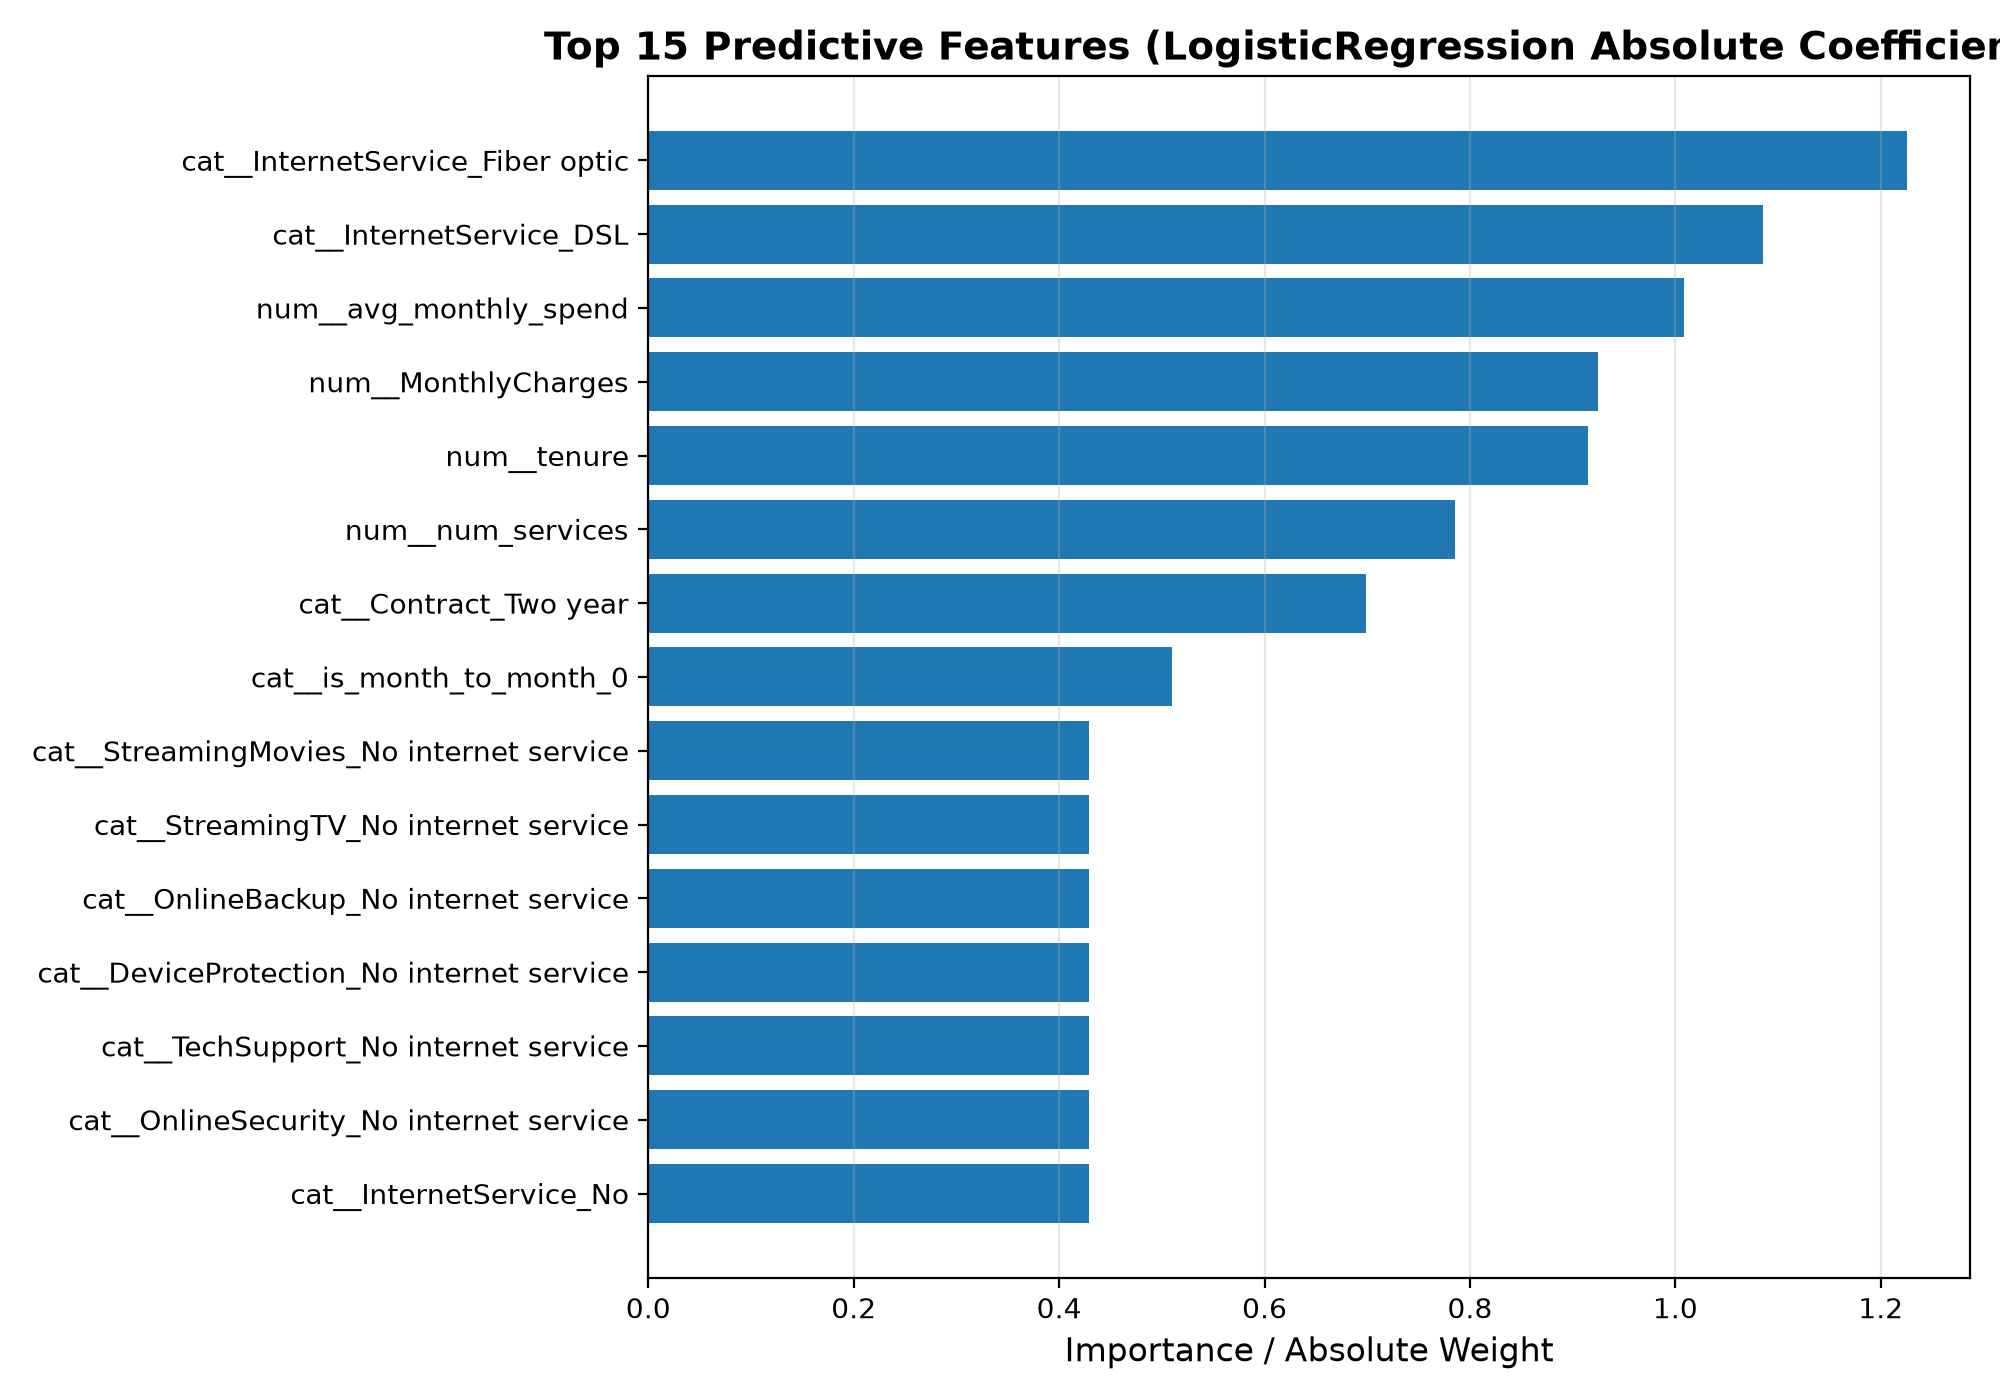 Top 15 Predictive Features (LogisticRegression Absolute Coefficien
cat__InternetService_Fiber optic
cat__InternetService_DSL
num__avg_monthly_spend
num__MonthlyCharges
num__tenure
num__num_services
cat__Contract_Two year
cat__is_month_to_month_0
cat__StreamingMovies_No internet service
cat__StreamingTV_No internet service
cat__OnlineBackup_No internet service
cat__DeviceProtection_No internet service
cat__TechSupport_No internet service
cat__OnlineSecurity_No internet service
cat__InternetService_No
0.0 0.2 0.4 0.6 0.8 1.0 1.2
Importance / Absolute Weight